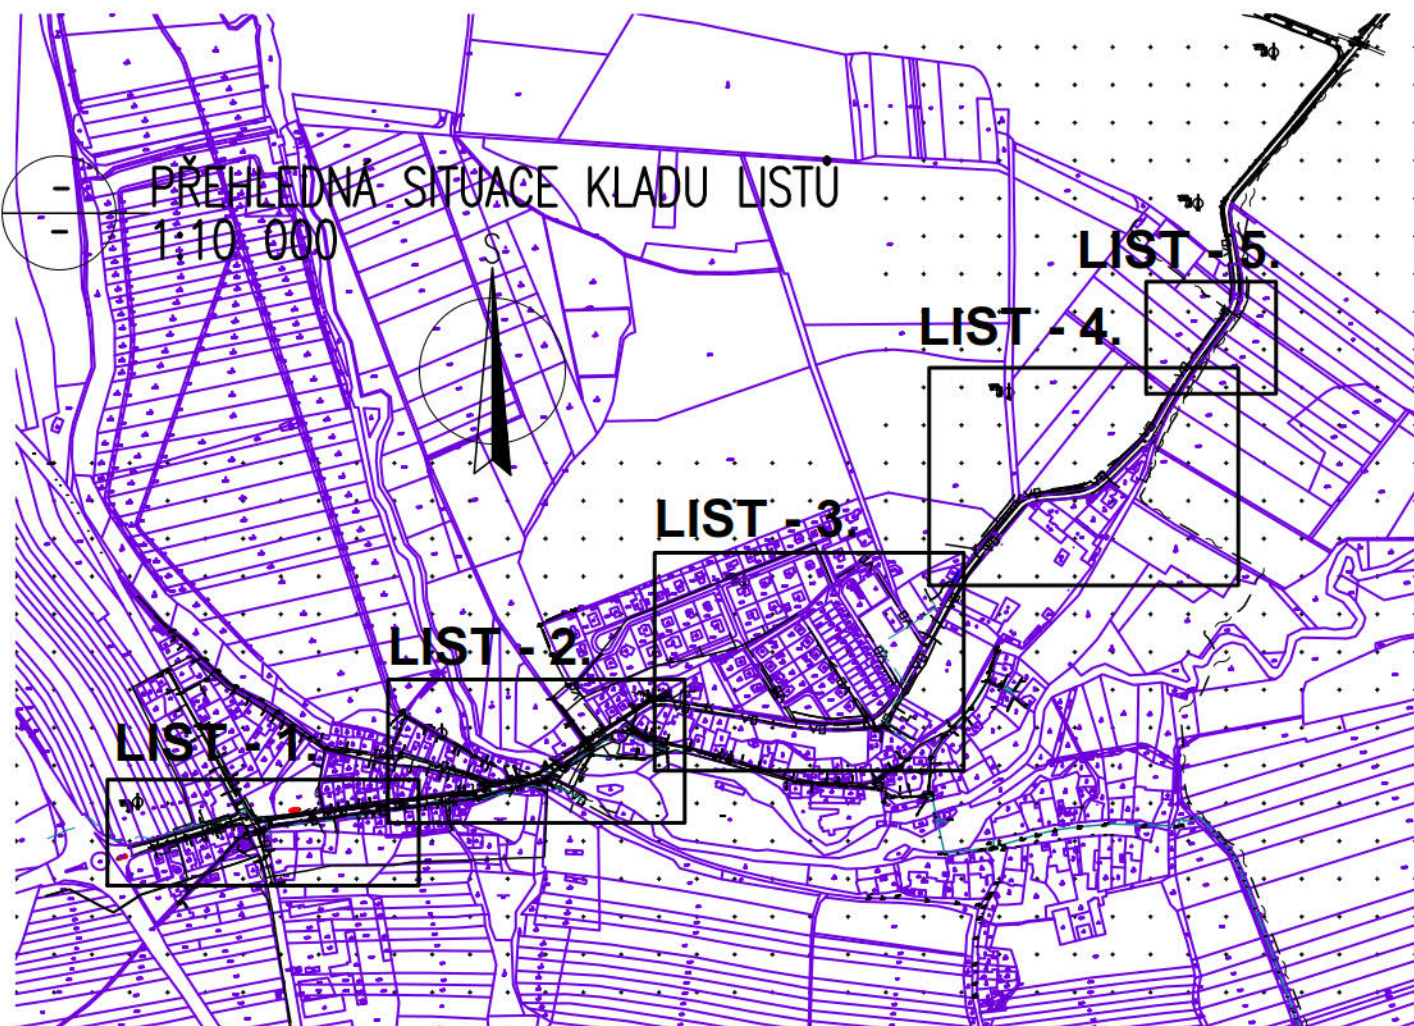 PŘEHLEDNÁ SITUACE KLADU LISTŮ
1:10 000
S
LIST - 5.
LIST - 4.
LIST - 3.
LIST - 2.
LIST - 1.